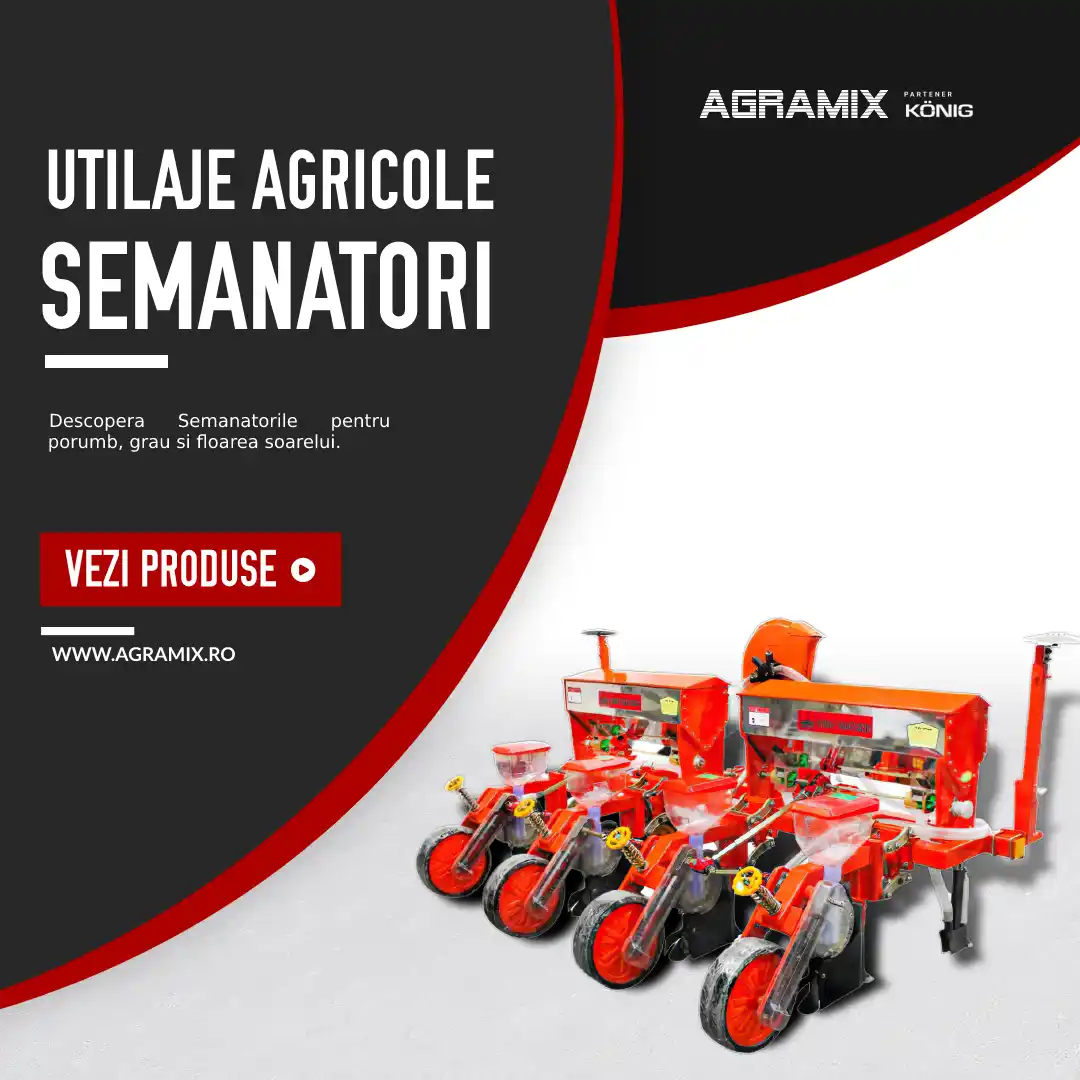 AGRAMIX
PARTENER
KÖNIG
UTILAJE AGRICOLE
SEMANATORI
Descopera Semanatorile pentru
porumb, grau si floarea soarelui.
VEZI PRODUSE
WWW.AGRAMIX.RO